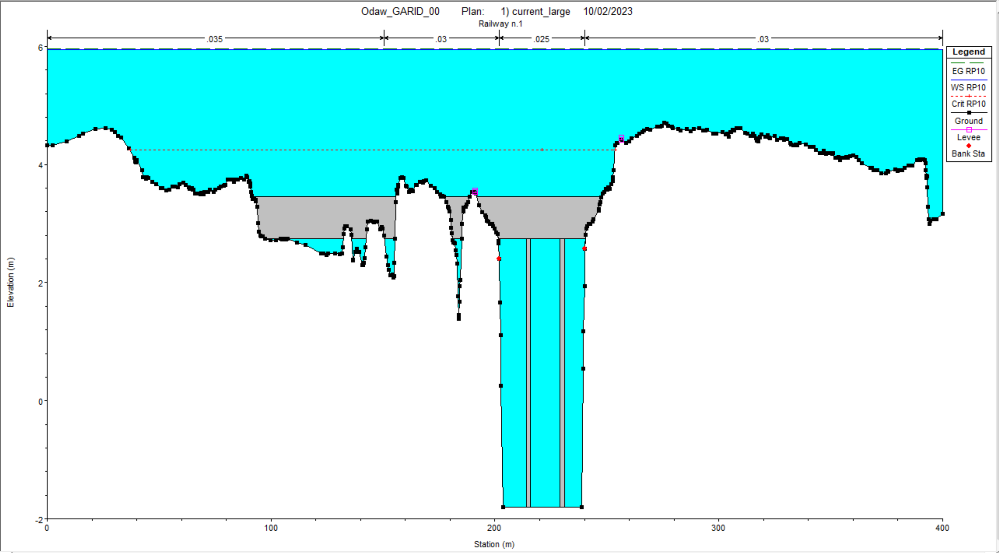 Odaw_GARID_00 Plan: 1) current_large 10/02/2023
Railway n.1
.035 .03 .025 .03
6
4
2
0
-2
Elevation (m)
0 100 200 300 400
Station (m)
Legend
EG RP10
WS RP10
Crit RP10
Ground
Levee
Bank Sta